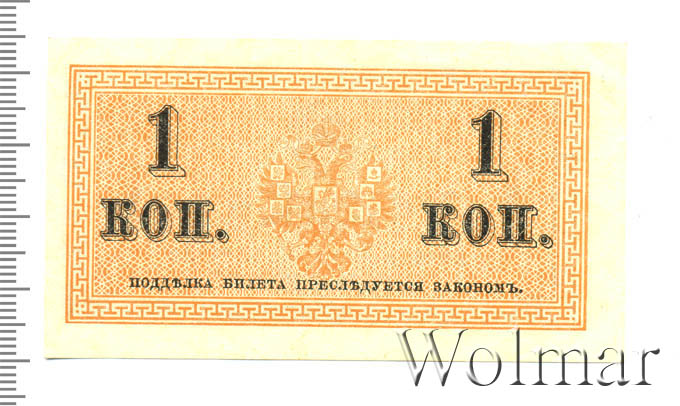 1 1
КОП. КОП.
ПОДДѢЛКА БИЛЕТА ПРЕСЛѢДУЕТСЯ ЗАКОНОМЪ.
Wolmar